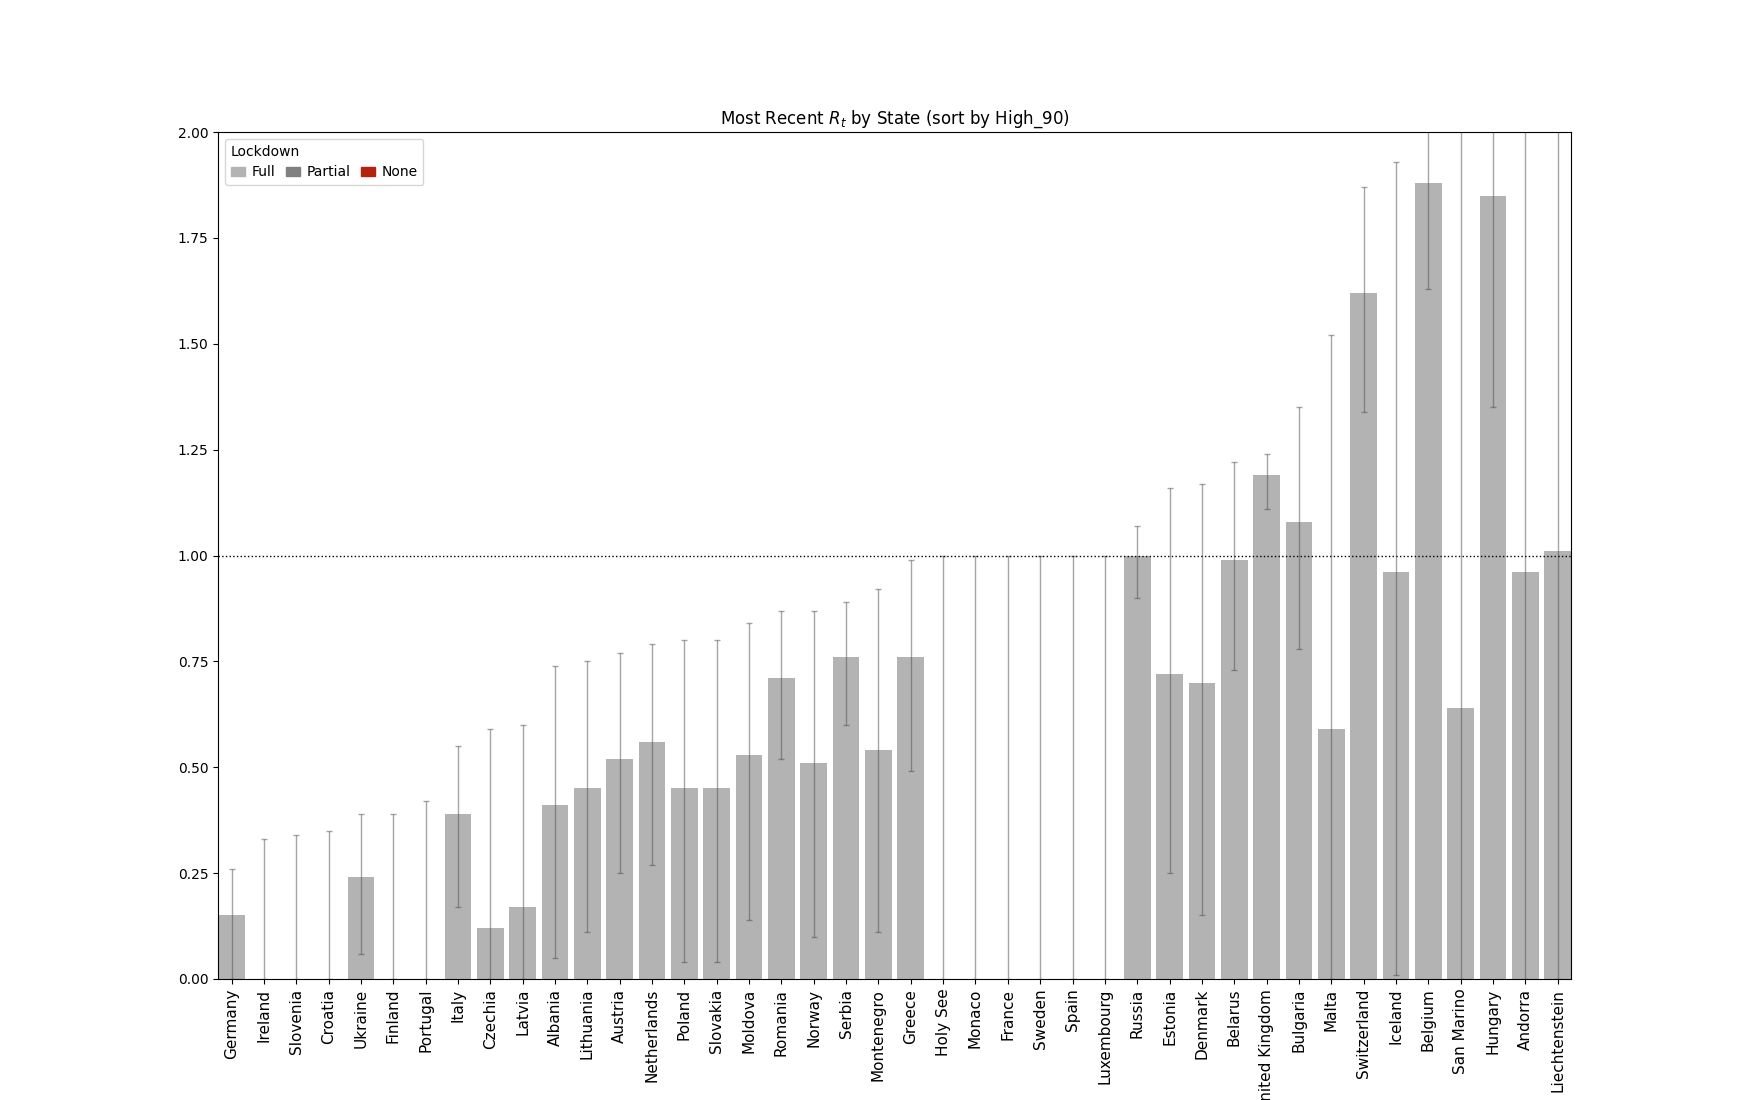 Most Recent R_t by State (sort by High_90)
Lockdown
Full Partial None
2.00
1.75
1.50
1.25
1.00
0.75
0.50
0.25
0.00
Germany
Ireland
Slovenia
Croatia
Ukraine
Finland
Portugal
Italy
Czechia
Latvia
Albania
Lithuania
Austria
Netherlands
Poland
Slovakia
Moldova
Romania
Norway
Serbia
Montenegro
Greece
Holy See
Monaco
France
Sweden
Spain
Luxembourg
Russia
Estonia
Denmark
Belarus
nited Kingdom
Bulgaria
Malta
Switzerland
Iceland
Belgium
San Marino
Hungary
Andorra
Liechtenstein